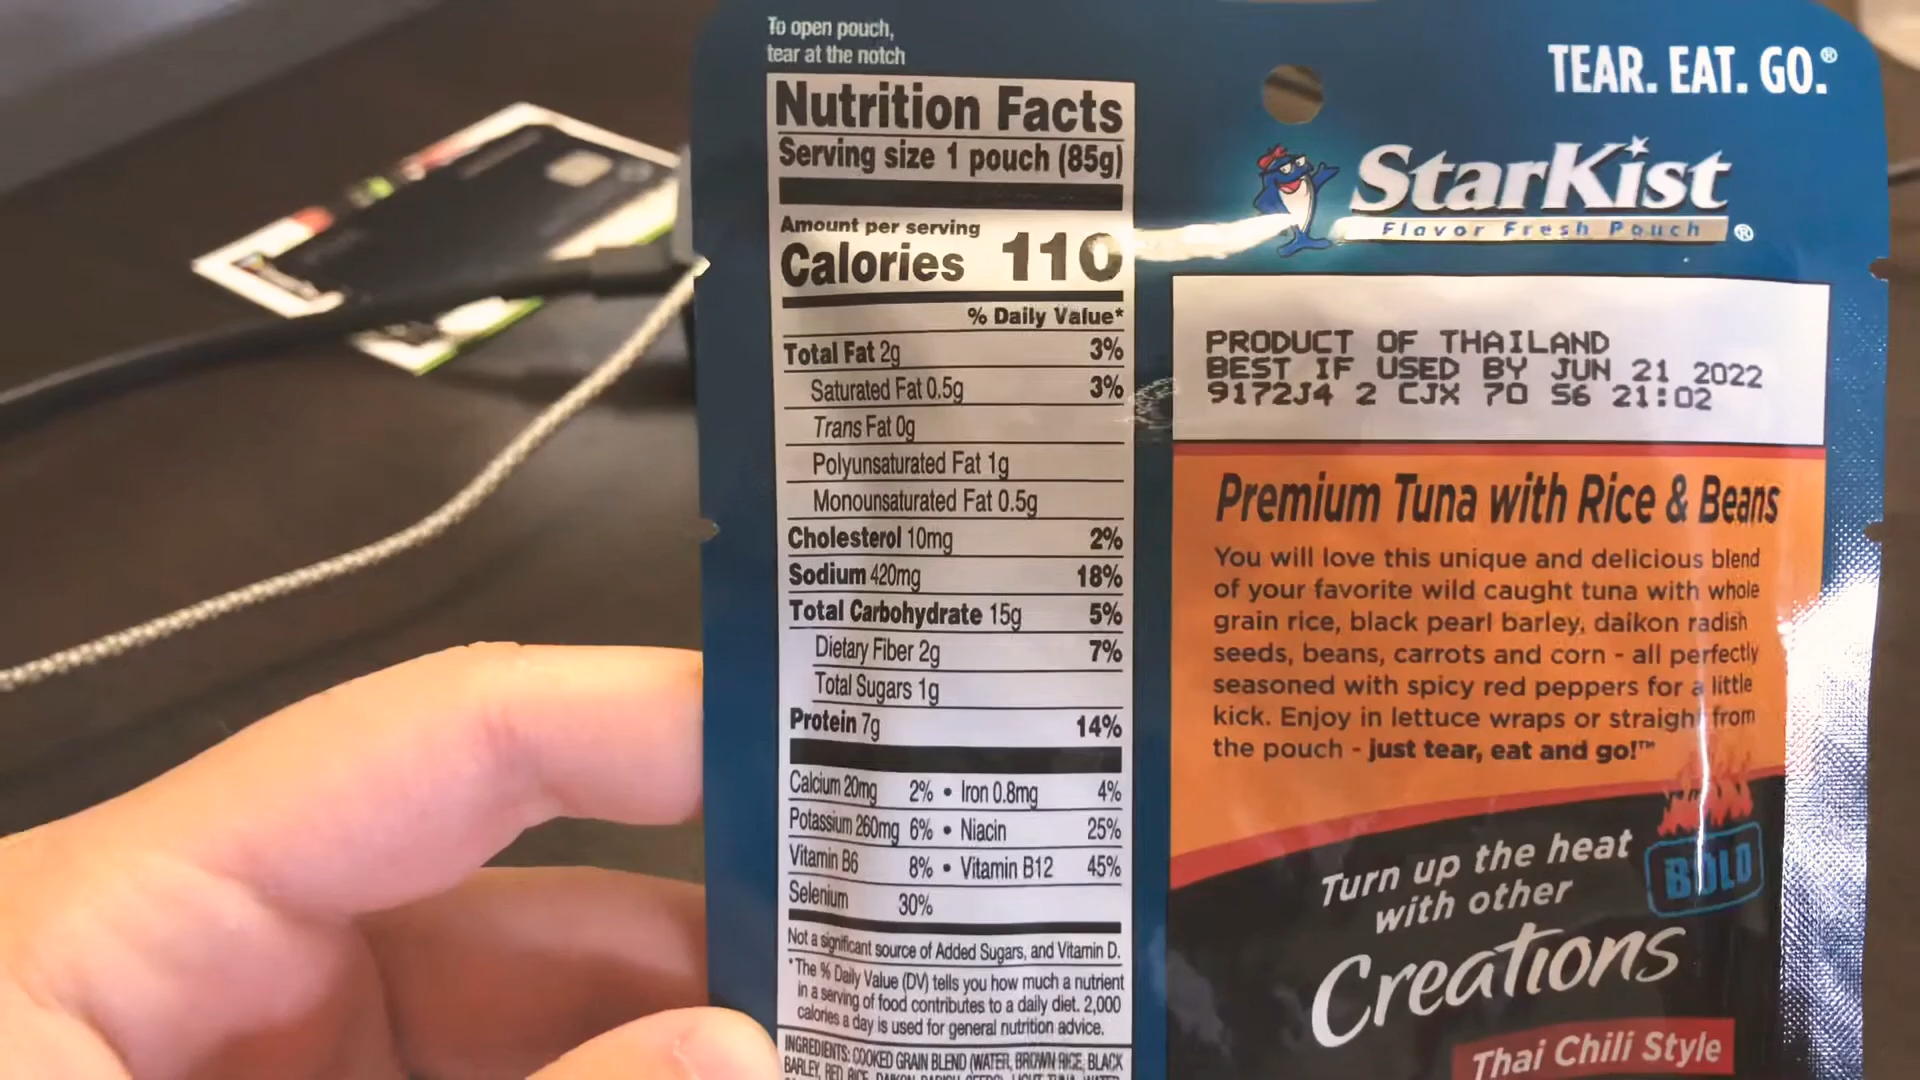 To open pouch,
tear at the notch
Nutrition Facts
Serving size 1 pouch (85g)
Amount per serving
Calories 110
% Daily Value*
Total Fat 2g 3%
Saturated Fat 0.5g 3%
Trans Fat 0g
Polyunsaturated Fat 1g
Monounsaturated Fat 0.5g
Cholesterol 10mg 2%
Sodium 420mg 18%
Total Carbohydrate 15g 5%
Dietary Fiber 2g 7%
Total Sugars 1g
Protein 7g 14%
Calcium 20mg 2% • Iron 0.8mg 4%
Potassium 260mg 6% • Niacin 25%
Vitamin B6 8% • Vitamin B12 45%
Selenium 30%
Not a significant source of Added Sugars, and Vitamin D.
*The % Daily Value (DV) tells you how much a nutrient
in a serving of food contributes to a daily diet. 2,000
calories a day is used for general nutrition advice.
INGREDIENTS: COOKED GRAIN BLEND (WATER, BROWN RICE, BLACK
BARLEY, RED RICE, DAIKON RADISH SEEDS), LIGHT TUNA, WATER
TEAR. EAT. GO.®
StarKist
Flavor Fresh Pouch ®
PRODUCT OF THAILAND
BEST IF USED BY JUN 21 2022
9172J4 2 CJX 70 S6 21:02
Premium Tuna with Rice & Beans
You will love this unique and delicious blend
of your favorite wild caught tuna with whole
grain rice, black pearl barley, daikon radish
seeds, beans, carrots and corn - all perfectly
seasoned with spicy red peppers for a little
kick. Enjoy in lettuce wraps or straight from
the pouch - just tear, eat and go!™
Turn up the heat
with other
BOLD
Creations
Thai Chili Style